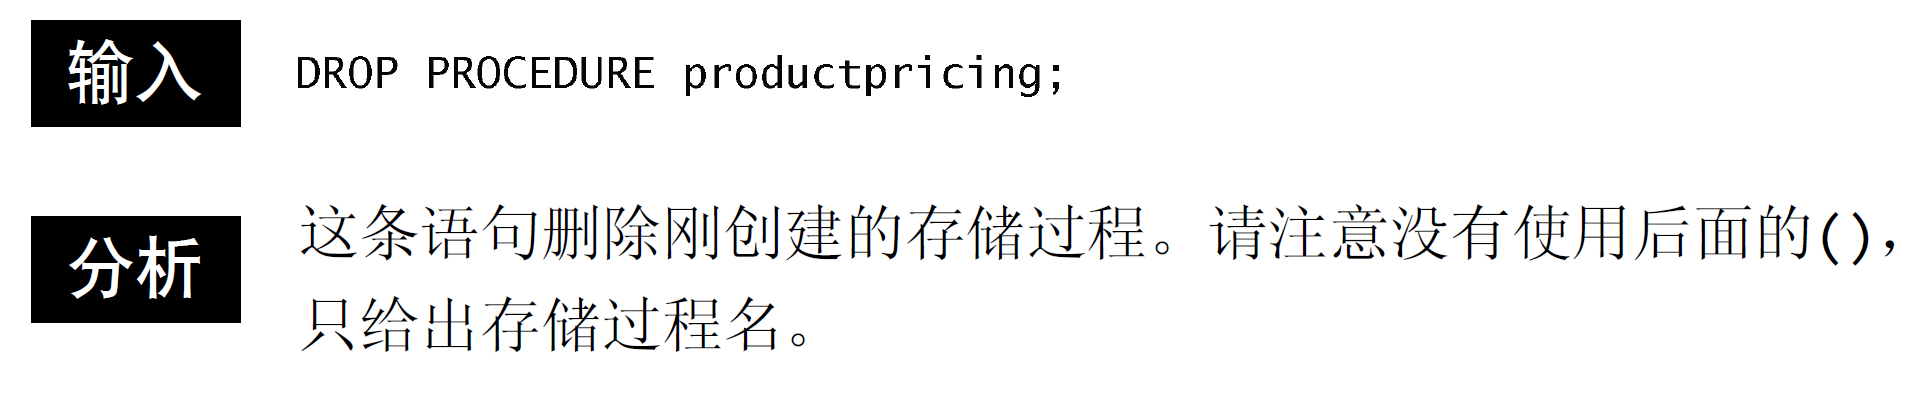 输入 DROP PROCEDURE productpricing;
分析 这条语句删除刚创建的存储过程。请注意没有使用后面的()，
只给出存储过程名。